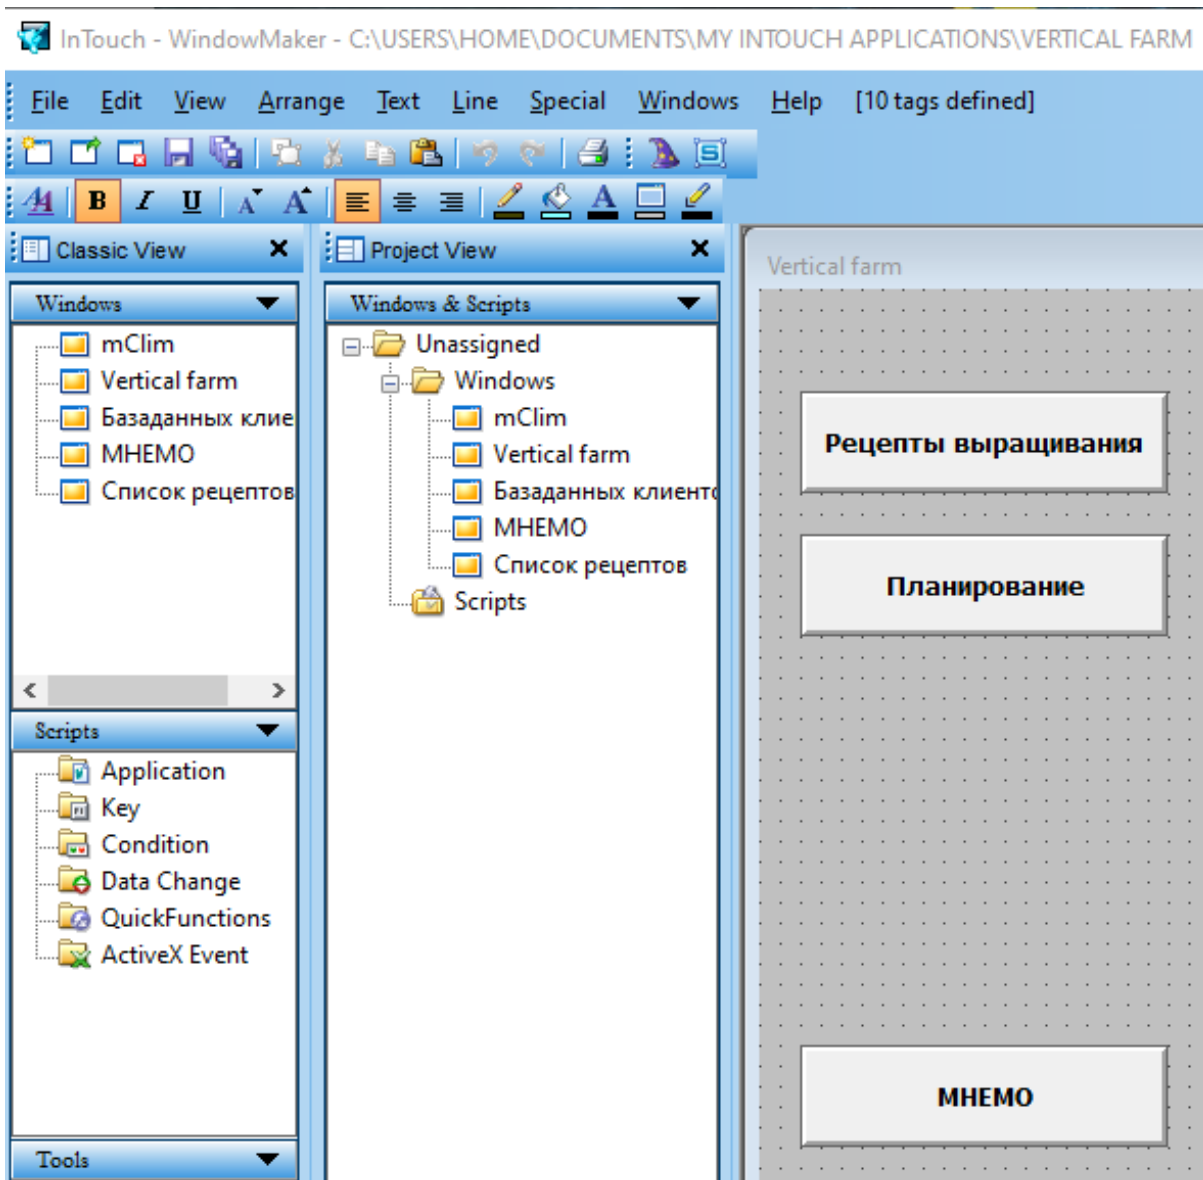 InTouch - WindowMaker - C:\USERS\HOME\DOCUMENTS\MY INTOUCH APPLICATIONS\VERTICAL FARM
File Edit View Arrange Text Line Special Windows Help [10 tags defined]
Classic View
Windows
mClim
Vertical farm
Базаданных клие
МНЕМО
Список рецептов
Scripts
Application
Key
Condition
Data Change
QuickFunctions
ActiveX Event
Tools
Project View
Windows & Scripts
Unassigned
Windows
mClim
Vertical farm
Базаданных клиенто
МНЕМО
Список рецептов
Scripts
Vertical farm
Рецепты выращивания
Планирование
МНЕМО